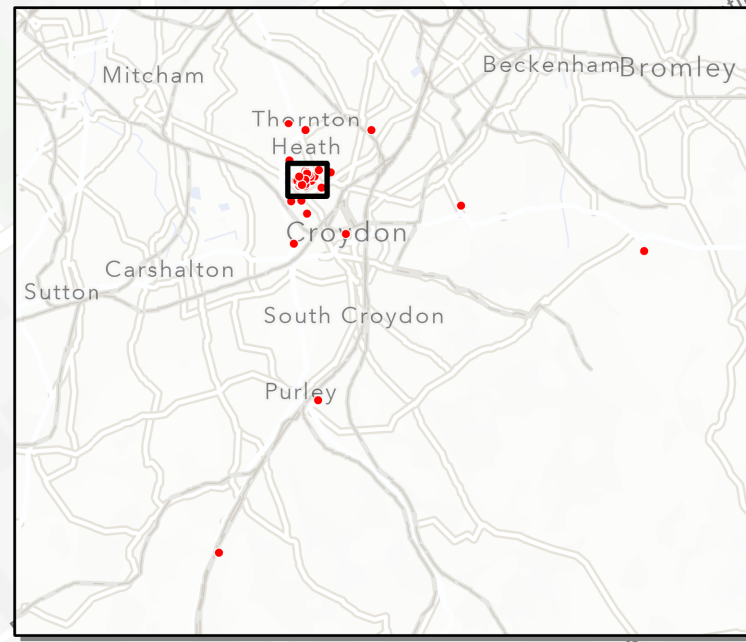 Mitcham
Beckenham
Bromley
Thornton
Heath
Croydon
Carshalton
Sutton
South Croydon
Purley